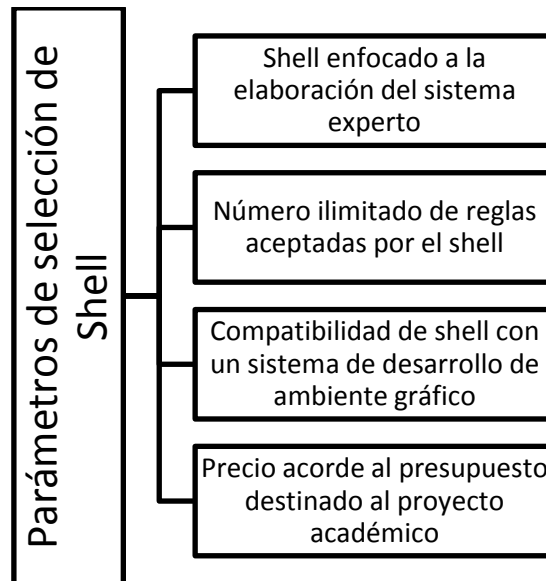 Parámetros de selección de
Shell
Shell enfocado a la
elaboración del sistema
experto
Número ilimitado de reglas
aceptadas por el shell
Compatibilidad de shell con
un sistema de desarrollo de
ambiente gráfico
Precio acorde al presupuesto
destinado al proyecto
académico